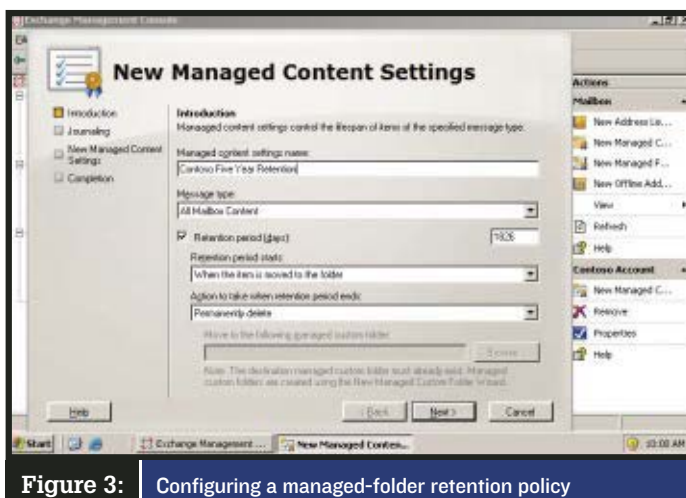 Exchange Management Console
New Managed Content Settings
Introduction
Journaling
New Managed Content
Settings
Completion
Introduction
Managed content settings control the lifespan of items of the specified message type.
Managed content settings name:
Contoso Five Year Retention
Message type:
All Mailbox Content
Retention period (days):
1826
Retention period starts:
When the item is moved to the folder
Action to take when retention period ends:
Permanently delete
Move to the following managed custom folder:
Browse...
Note: The destination managed custom folder must already exist. Managed
custom folders are created using the New Managed Custom Folder Wizard.
Help
< Back
Next >
Cancel
Actions
Mailbox
New Address Lis...
New Managed C...
New Managed F...
New Offline Add...
View
Refresh
Help
Contoso Account
New Managed C...
Remove
Properties
Help
Start
Exchange Management ...
New Managed Conten...
10:00 AM
Figure 3: Configuring a managed-folder retention policy